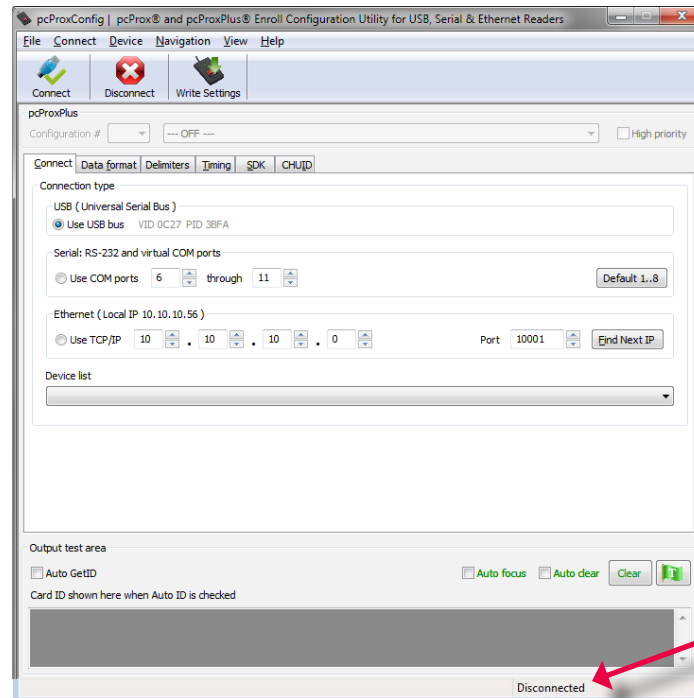 pcProxConfig | pcProx® and pcProxPlus® Enroll Configuration Utility for USB, Serial & Ethernet Readers
File Connect Device Navigation View Help
Connect Disconnect Write Settings
pcProxPlus
Configuration # --- OFF --- High priority
Connect Data format Delimiters Timing SDK CHUID
Connection type
USB ( Universal Serial Bus )
Use USB bus VID 0C27 PID 3BFA
Serial: RS-232 and virtual COM ports
Use COM ports 6 through 11 Default 1..8
Ethernet ( Local IP 10.10.10.56 )
Use TCP/IP 10 . 10 . 10 . 0 Port 10001 Find Next IP
Device list
Output test area
Auto GetID Auto focus Auto clear Clear T
Card ID shown here when Auto ID is checked
Disconnected